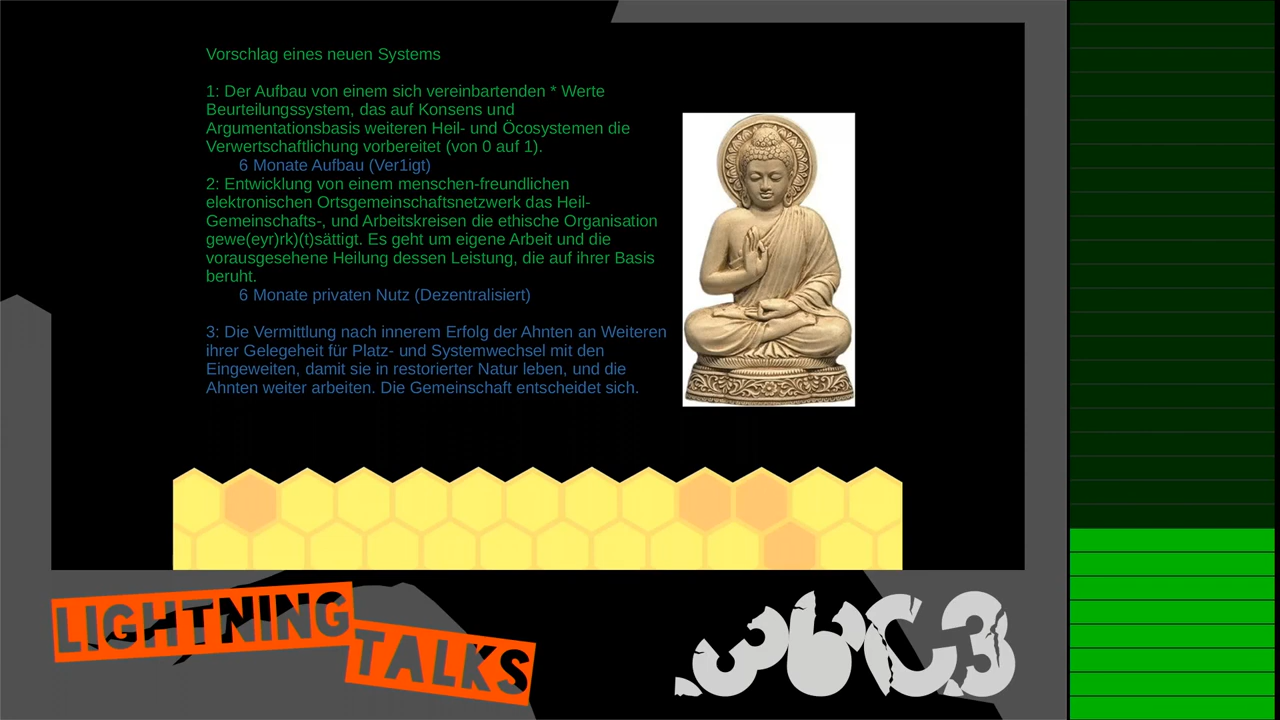 Vorschlag eines neuen Systems
1: Der Aufbau von einem sich vereinbartenden * Werte
Beurteilungssystem, das auf Konsens und
Argumentationsbasis weiteren Heil- und Öcosystemen die
Verwertschaftlichung vorbereitet (von 0 auf 1).
6 Monate Aufbau (Ver1igt)
2: Entwicklung von einem menschen-freundlichen
elektronischen Ortsgemeinschaftsnetzwerk das Heil-
Gemeinschafts-, und Arbeitskreisen die ethische Organisation
gewe(eyr)rk)(t)sättigt. Es geht um eigene Arbeit und die
vorausgesehene Heilung dessen Leistung, die auf ihrer Basis
beruht.
6 Monate privaten Nutz (Dezentralisiert)
3: Die Vermittlung nach innerem Erfolg der Ahnten an Weiteren
ihrer Gelegeheit für Platz- und Systemwechsel mit den
Eingeweiten, damit sie in restorierter Natur leben, und die
Ahnten weiter arbeiten. Die Gemeinschaft entscheidet sich.
LIGHTNING
TALKS
36C3